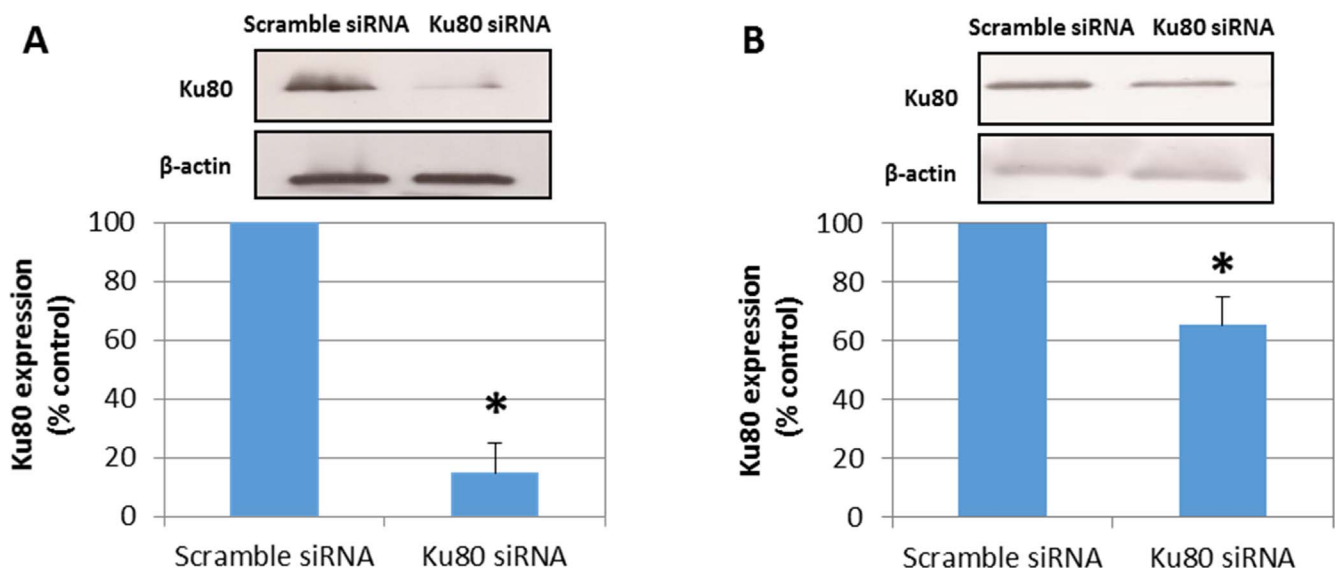 A
Scramble siRNA Ku80 siRNA
Ku80
β-actin
Ku80 expression
(% control)
100
80
60
40
20
0
*
Scramble siRNA Ku80 siRNA
B
Scramble siRNA Ku80 siRNA
Ku80
β-actin
Ku80 expression
(% control)
100
80
60
40
20
0
*
Scramble siRNA Ku80 siRNA